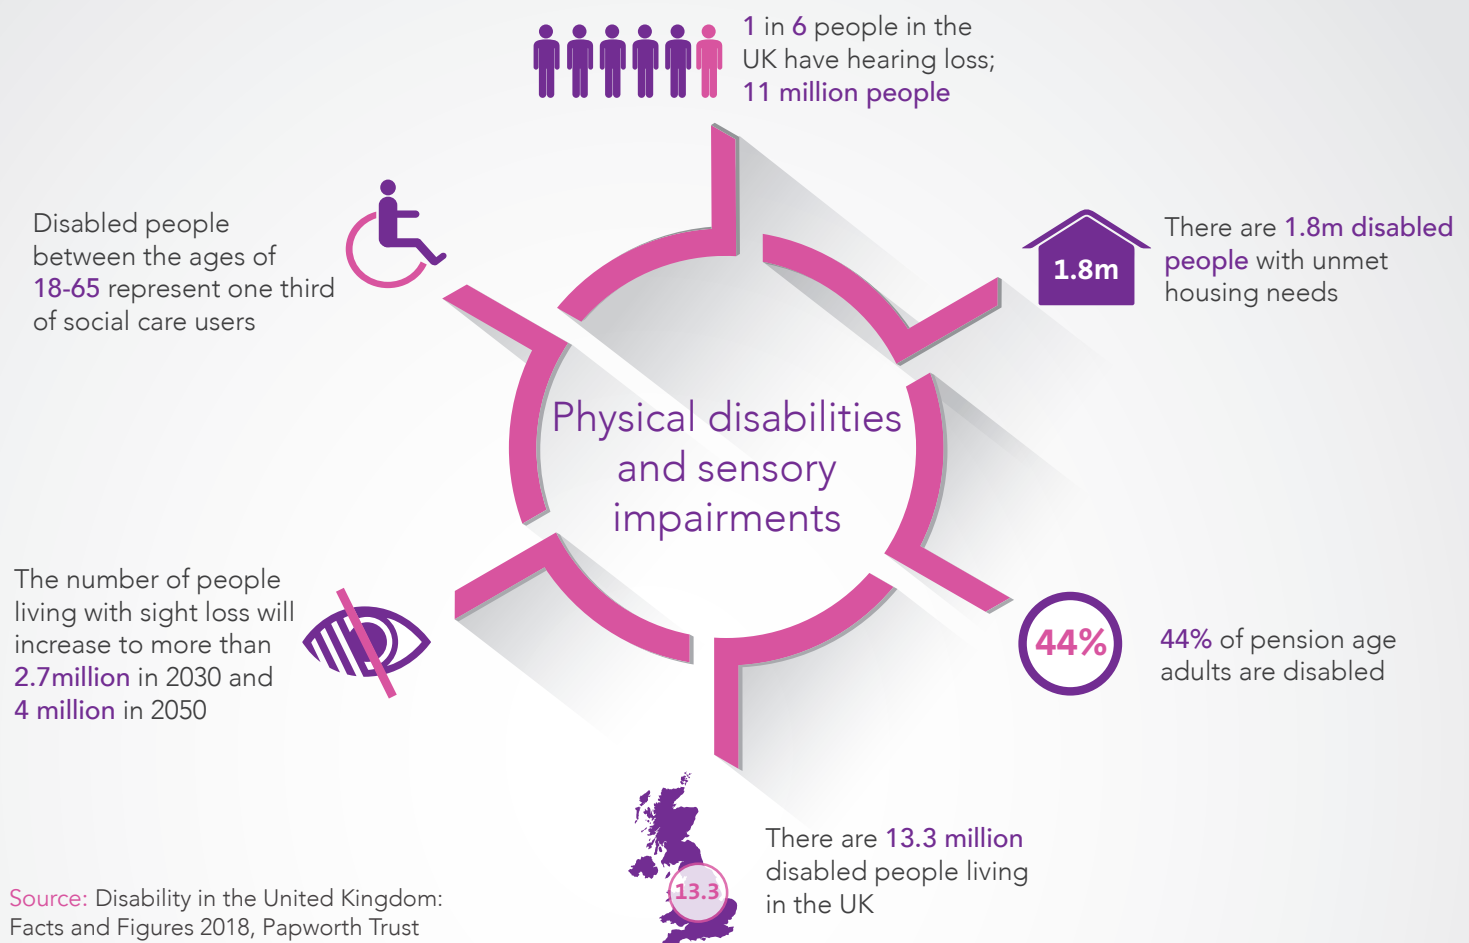 1 in 6 people in the
UK have hearing loss;
11 million people
Disabled people
between the ages of
18-65 represent one third
of social care users
1.8m
There are 1.8m disabled
people with unmet
housing needs
Physical disabilities
and sensory
impairments
The number of people
living with sight loss will
increase to more than
2.7million in 2030 and
4 million in 2050
44%
44% of pension age
adults are disabled
13.3
There are 13.3 million
disabled people living
in the UK
Source: Disability in the United Kingdom:
Facts and Figures 2018, Papworth Trust